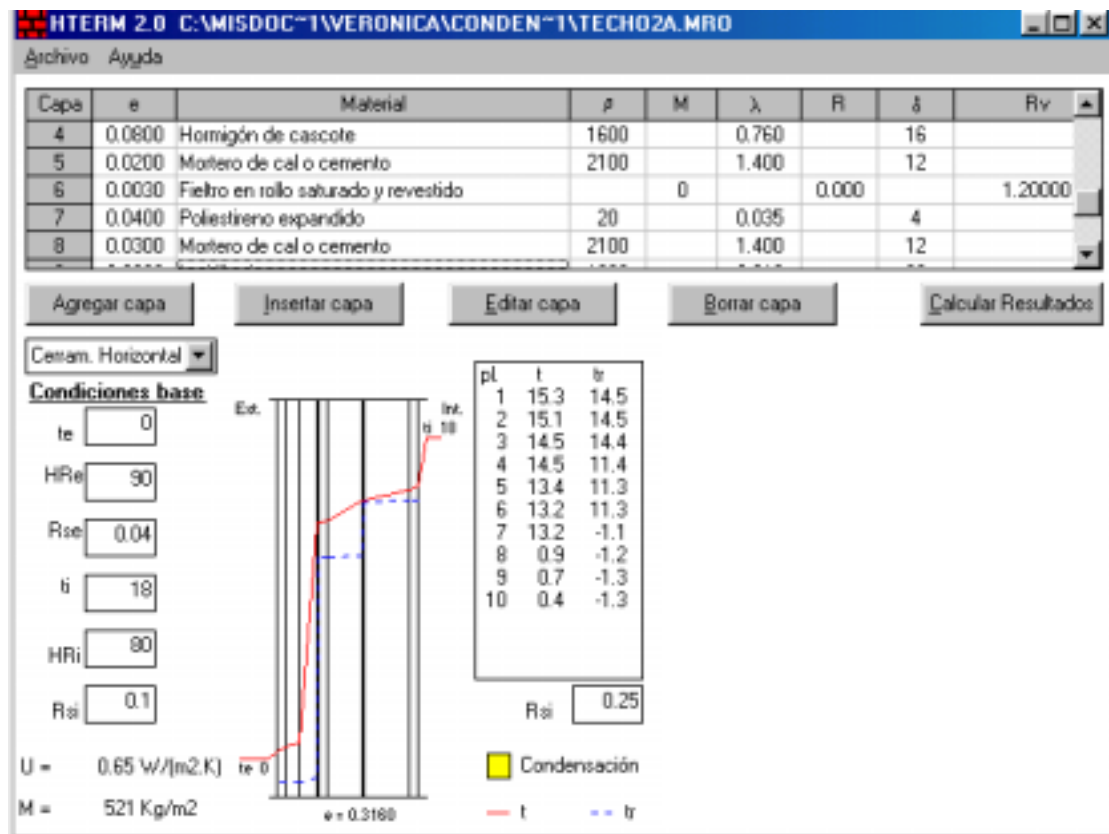 HTERM 2.0 C:\MISDOC~1\VERONICA\CONDEN~1\TECHO2A.MRO
Archivo Ayuda
Capa e Material ρ M λ R δ Rv
4 0.0800 Hormigón de cascote 1600 0.760 16
5 0.0200 Mortero de cal o cemento 2100 1.400 12
6 0.0030 Fieltro en rollo saturado y revestido 0 0.000 1.20000
7 0.0400 Poliestireno expandido 20 0.035 4
8 0.0300 Mortero de cal o cemento 2100 1.400 12
Agregar capa Insertar capa Editar capa Borrar capa Calcular Resultados
Cerram. Horizontal
Condiciones base
te 0
HRe 90
Rse 0.04
ti 18
HRi 80
Rsi 0.1
U = 0.65 W/(m2.K)
M = 521 Kg/m2
Ext. Int.
ti 18
te 0
e = 0.3160
pl. t tr
1 15.3 14.5
2 15.1 14.5
3 14.5 14.4
4 14.5 11.4
5 13.4 11.3
6 13.2 11.3
7 13.2 -1.1
8 0.9 -1.2
9 0.7 -1.3
10 0.4 -1.3
Rsi 0.25
Condensación
t tr